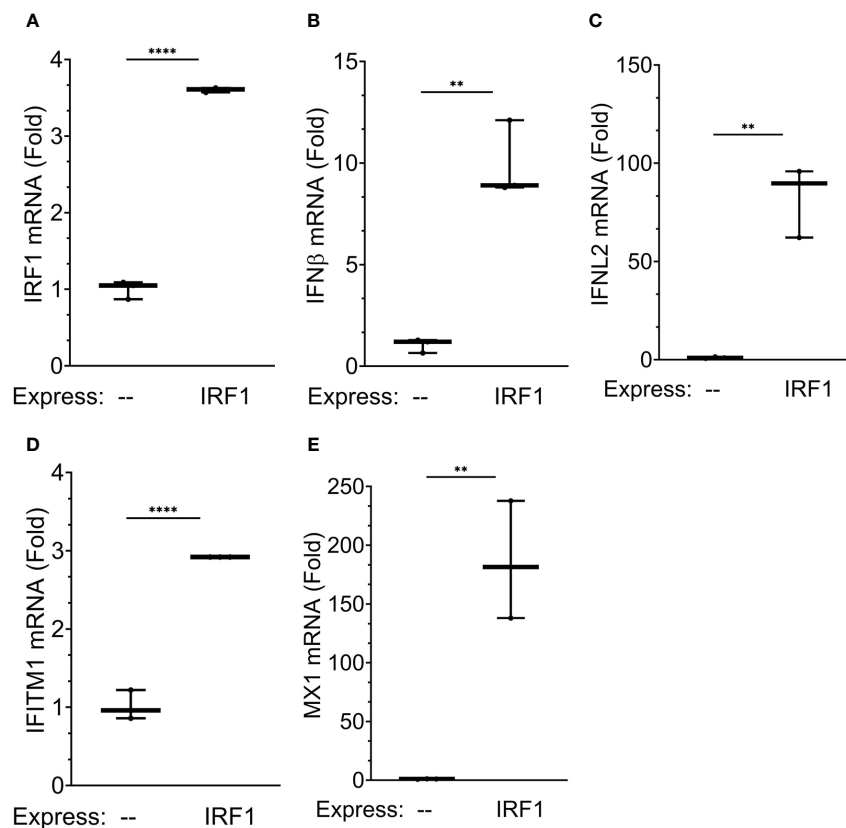 A
****
IRF1 mRNA (Fold)
4
3
2
1
0
Express: -- IRF1
B
**
IFNβ mRNA (Fold)
15
10
5
0
Express: -- IRF1
C
**
IFNL2 mRNA (Fold)
150
100
50
0
Express: -- IRF1
D
****
IFITM1 mRNA (Fold)
4
3
2
1
0
Express: -- IRF1
E
**
MX1 mRNA (Fold)
250
200
150
100
50
0
Express: -- IRF1